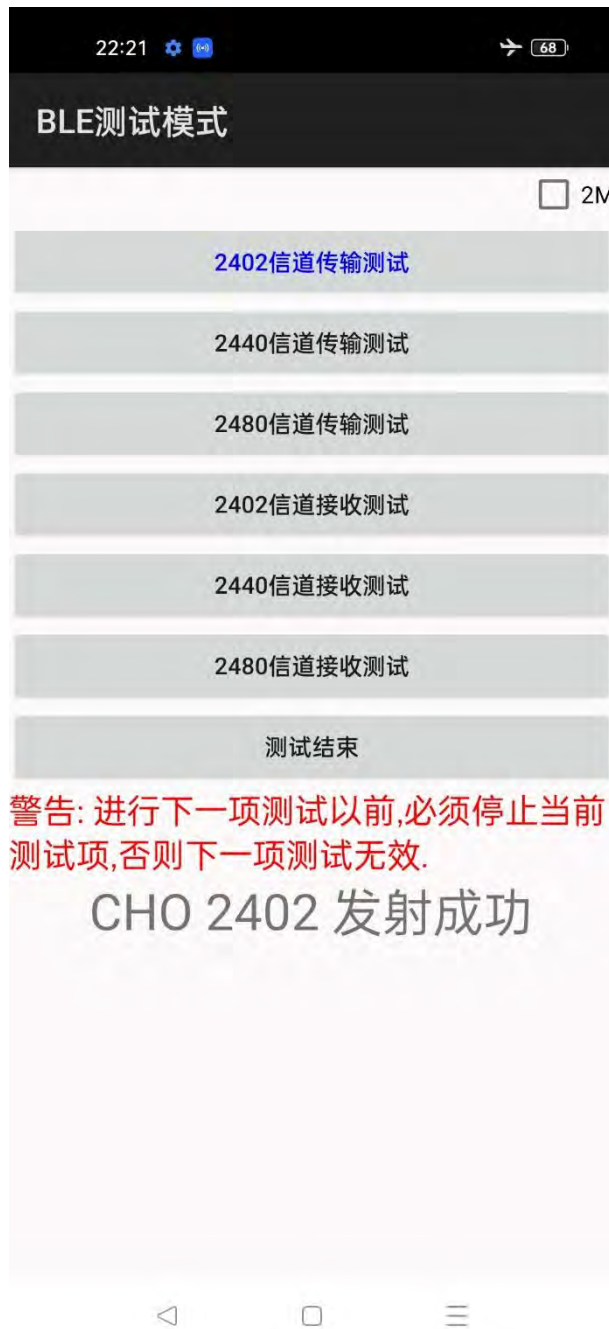 22:21 68
BLE测试模式
2M
2402信道传输测试
2440信道传输测试
2480信道传输测试
2402信道接收测试
2440信道接收测试
2480信道接收测试
测试结束
警告: 进行下一项测试以前,必须停止当前
测试项,否则下一项测试无效.
CHO 2402 发射成功